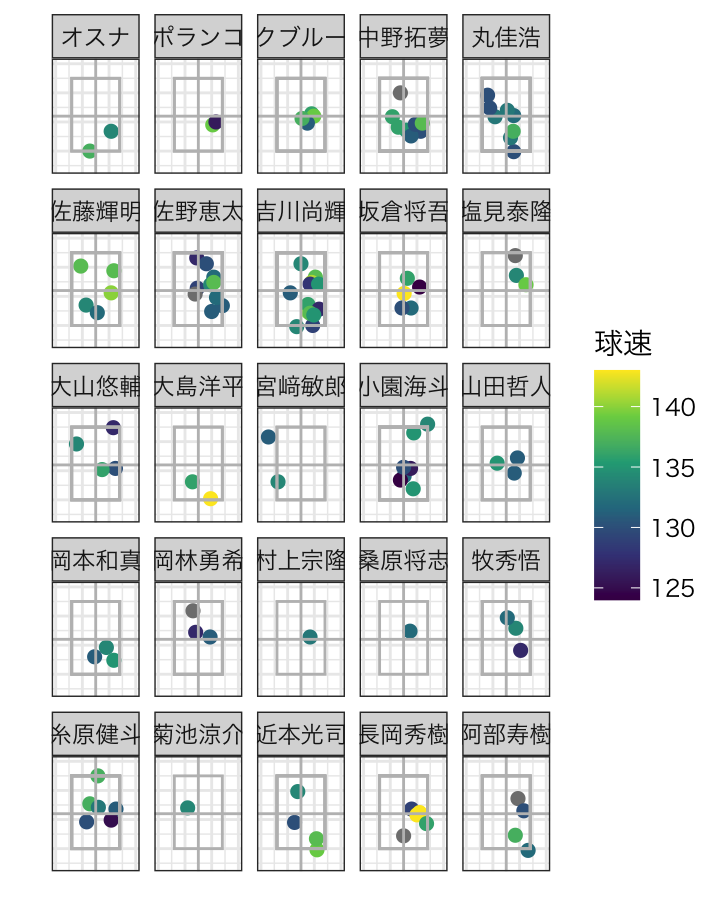 オスナ
ポランコ
クブルー
中野拓夢
丸佳浩
佐藤輝明
佐野恵太
吉川尚輝
坂倉将吾
塩見泰隆
大山悠輔
大島洋平
宮﨑敏郎
小園海斗
山田哲人
岡本和真
岡林勇希
村上宗隆
桑原将志
牧秀悟
糸原健斗
菊池涼介
近本光司
長岡秀樹
阿部寿樹
球速
140
135
130
125